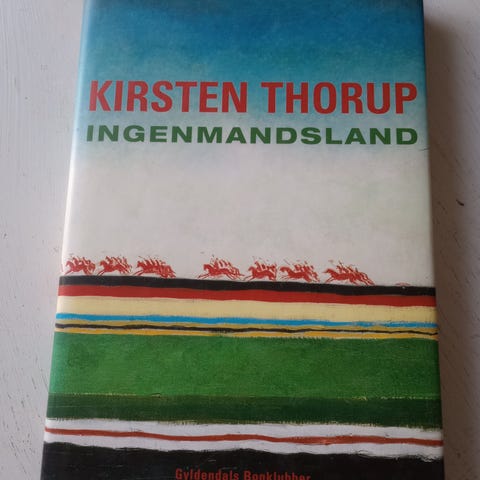 KIRSTEN THORUP
INGENMANDSLAND
Gyldendals Bogklubber